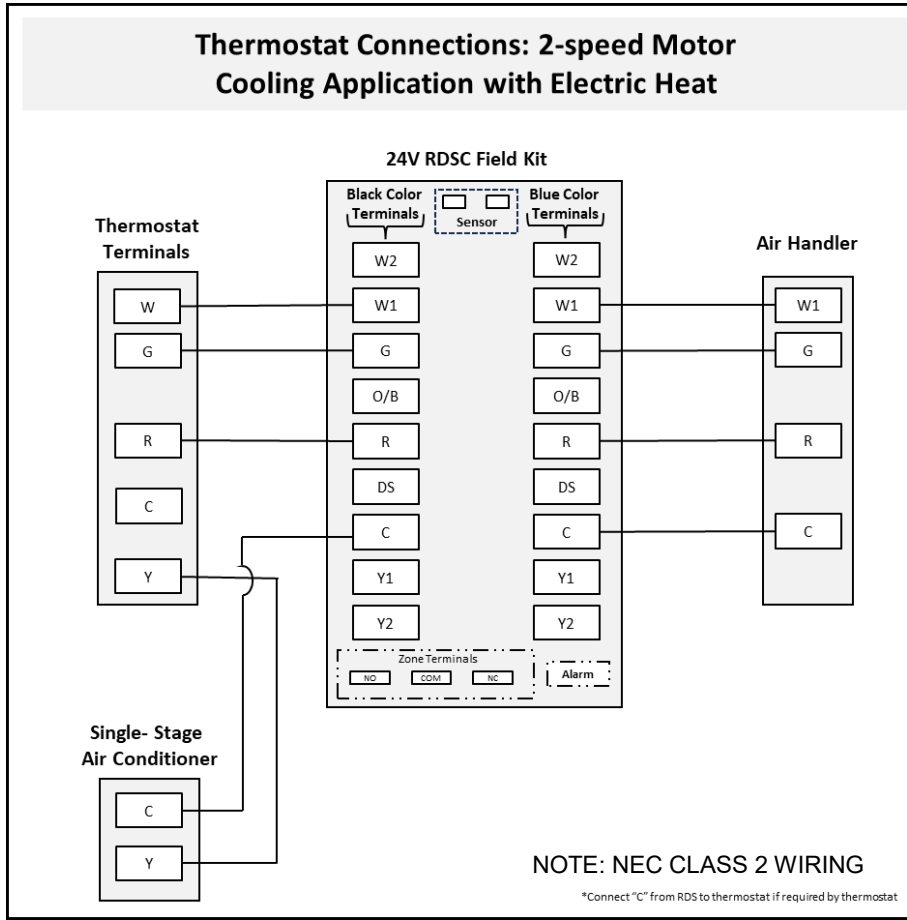 Thermostat Connections: 2-speed Motor
Cooling Application with Electric Heat
24V RDSC Field Kit
Black Color
Terminals
Sensor
Blue Color
Terminals
Thermostat
Terminals
Air Handler
W2
W2
W
W1
W1
W1
G
G
G
G
O/B
O/B
R
R
R
R
DS
DS
C
C
C
C
Y
Y1
Y1
Y2
Y2
Zone Terminals
NO
COM
NC
Alarm
Single- Stage
Air Conditioner
C
Y
NOTE: NEC CLASS 2 WIRING
*Connect “C” from RDS to thermostat if required by thermostat